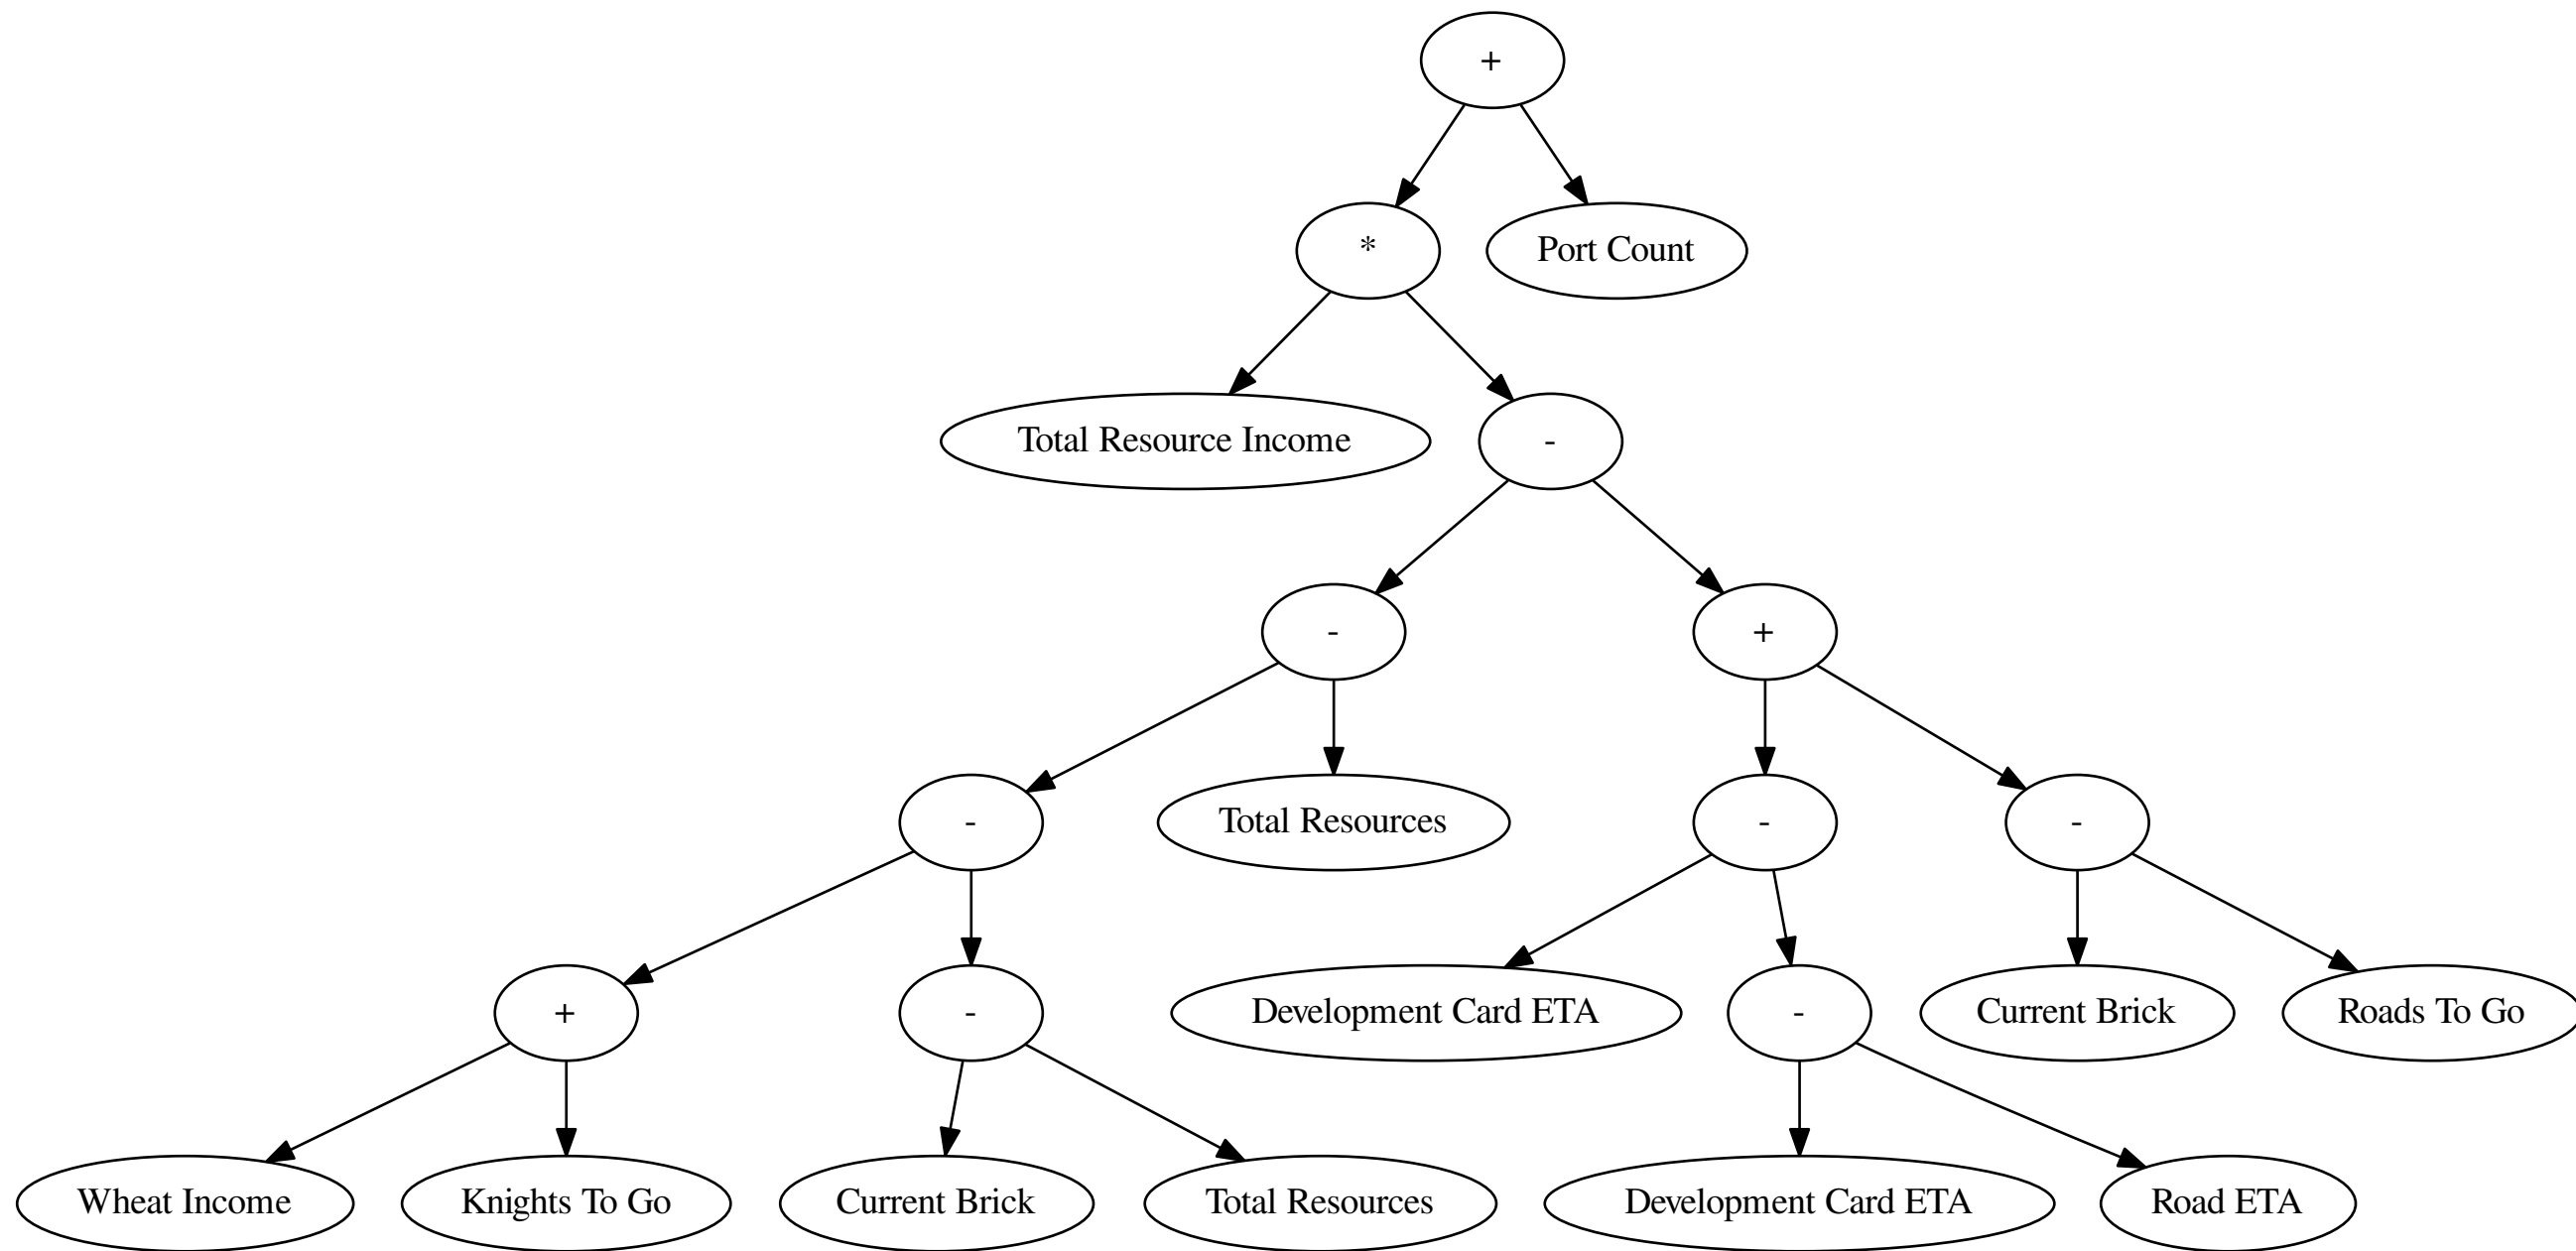 +
*
Port Count
Total Resource Income
-
-
+
-
Total Resources
-
-
+
-
Development Card ETA
-
Current Brick
Roads To Go
Wheat Income
Knights To Go
Current Brick
Total Resources
Development Card ETA
Road ETA